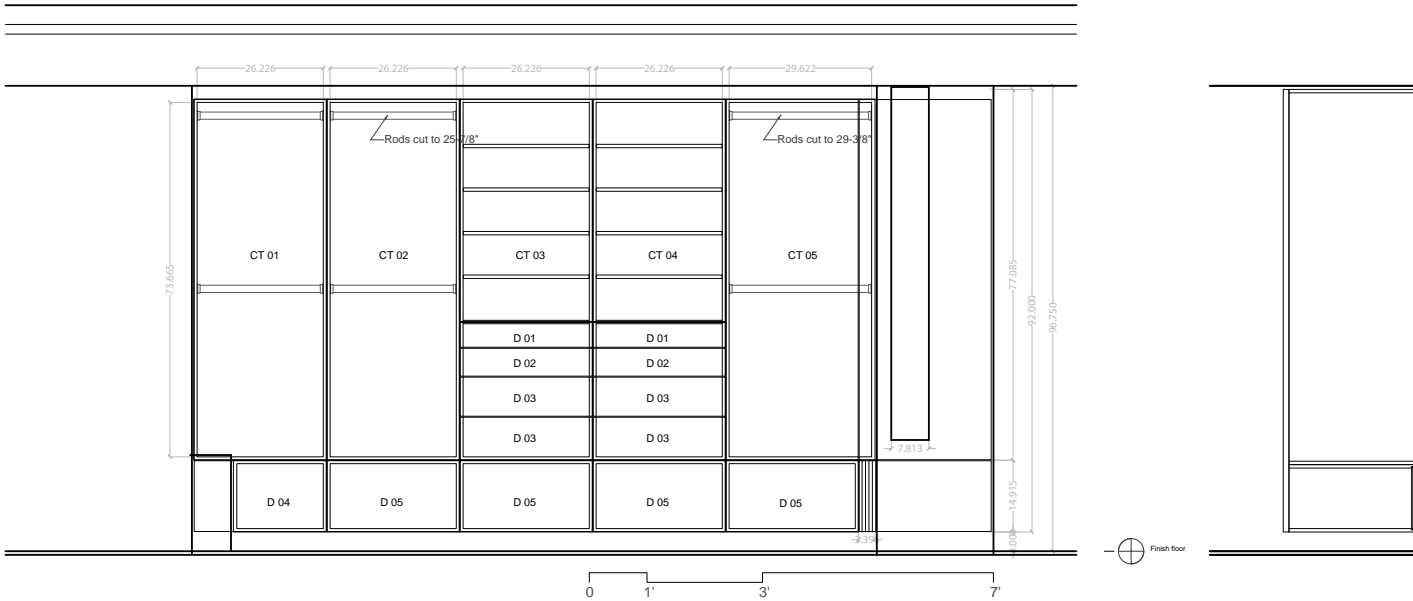 26.226
26.226
26.226
26.226
29.622
Rods cut to 25-7/8"
Rods cut to 29-3/8"
CT 01
CT 02
CT 03
CT 04
CT 05
73.665
77.085
92.000
96.750
D 01
D 01
D 02
D 02
D 03
D 03
D 03
D 03
7.813
D 04
D 05
D 05
D 05
D 05
14.915
Finish floor
0
1'
3'
7'